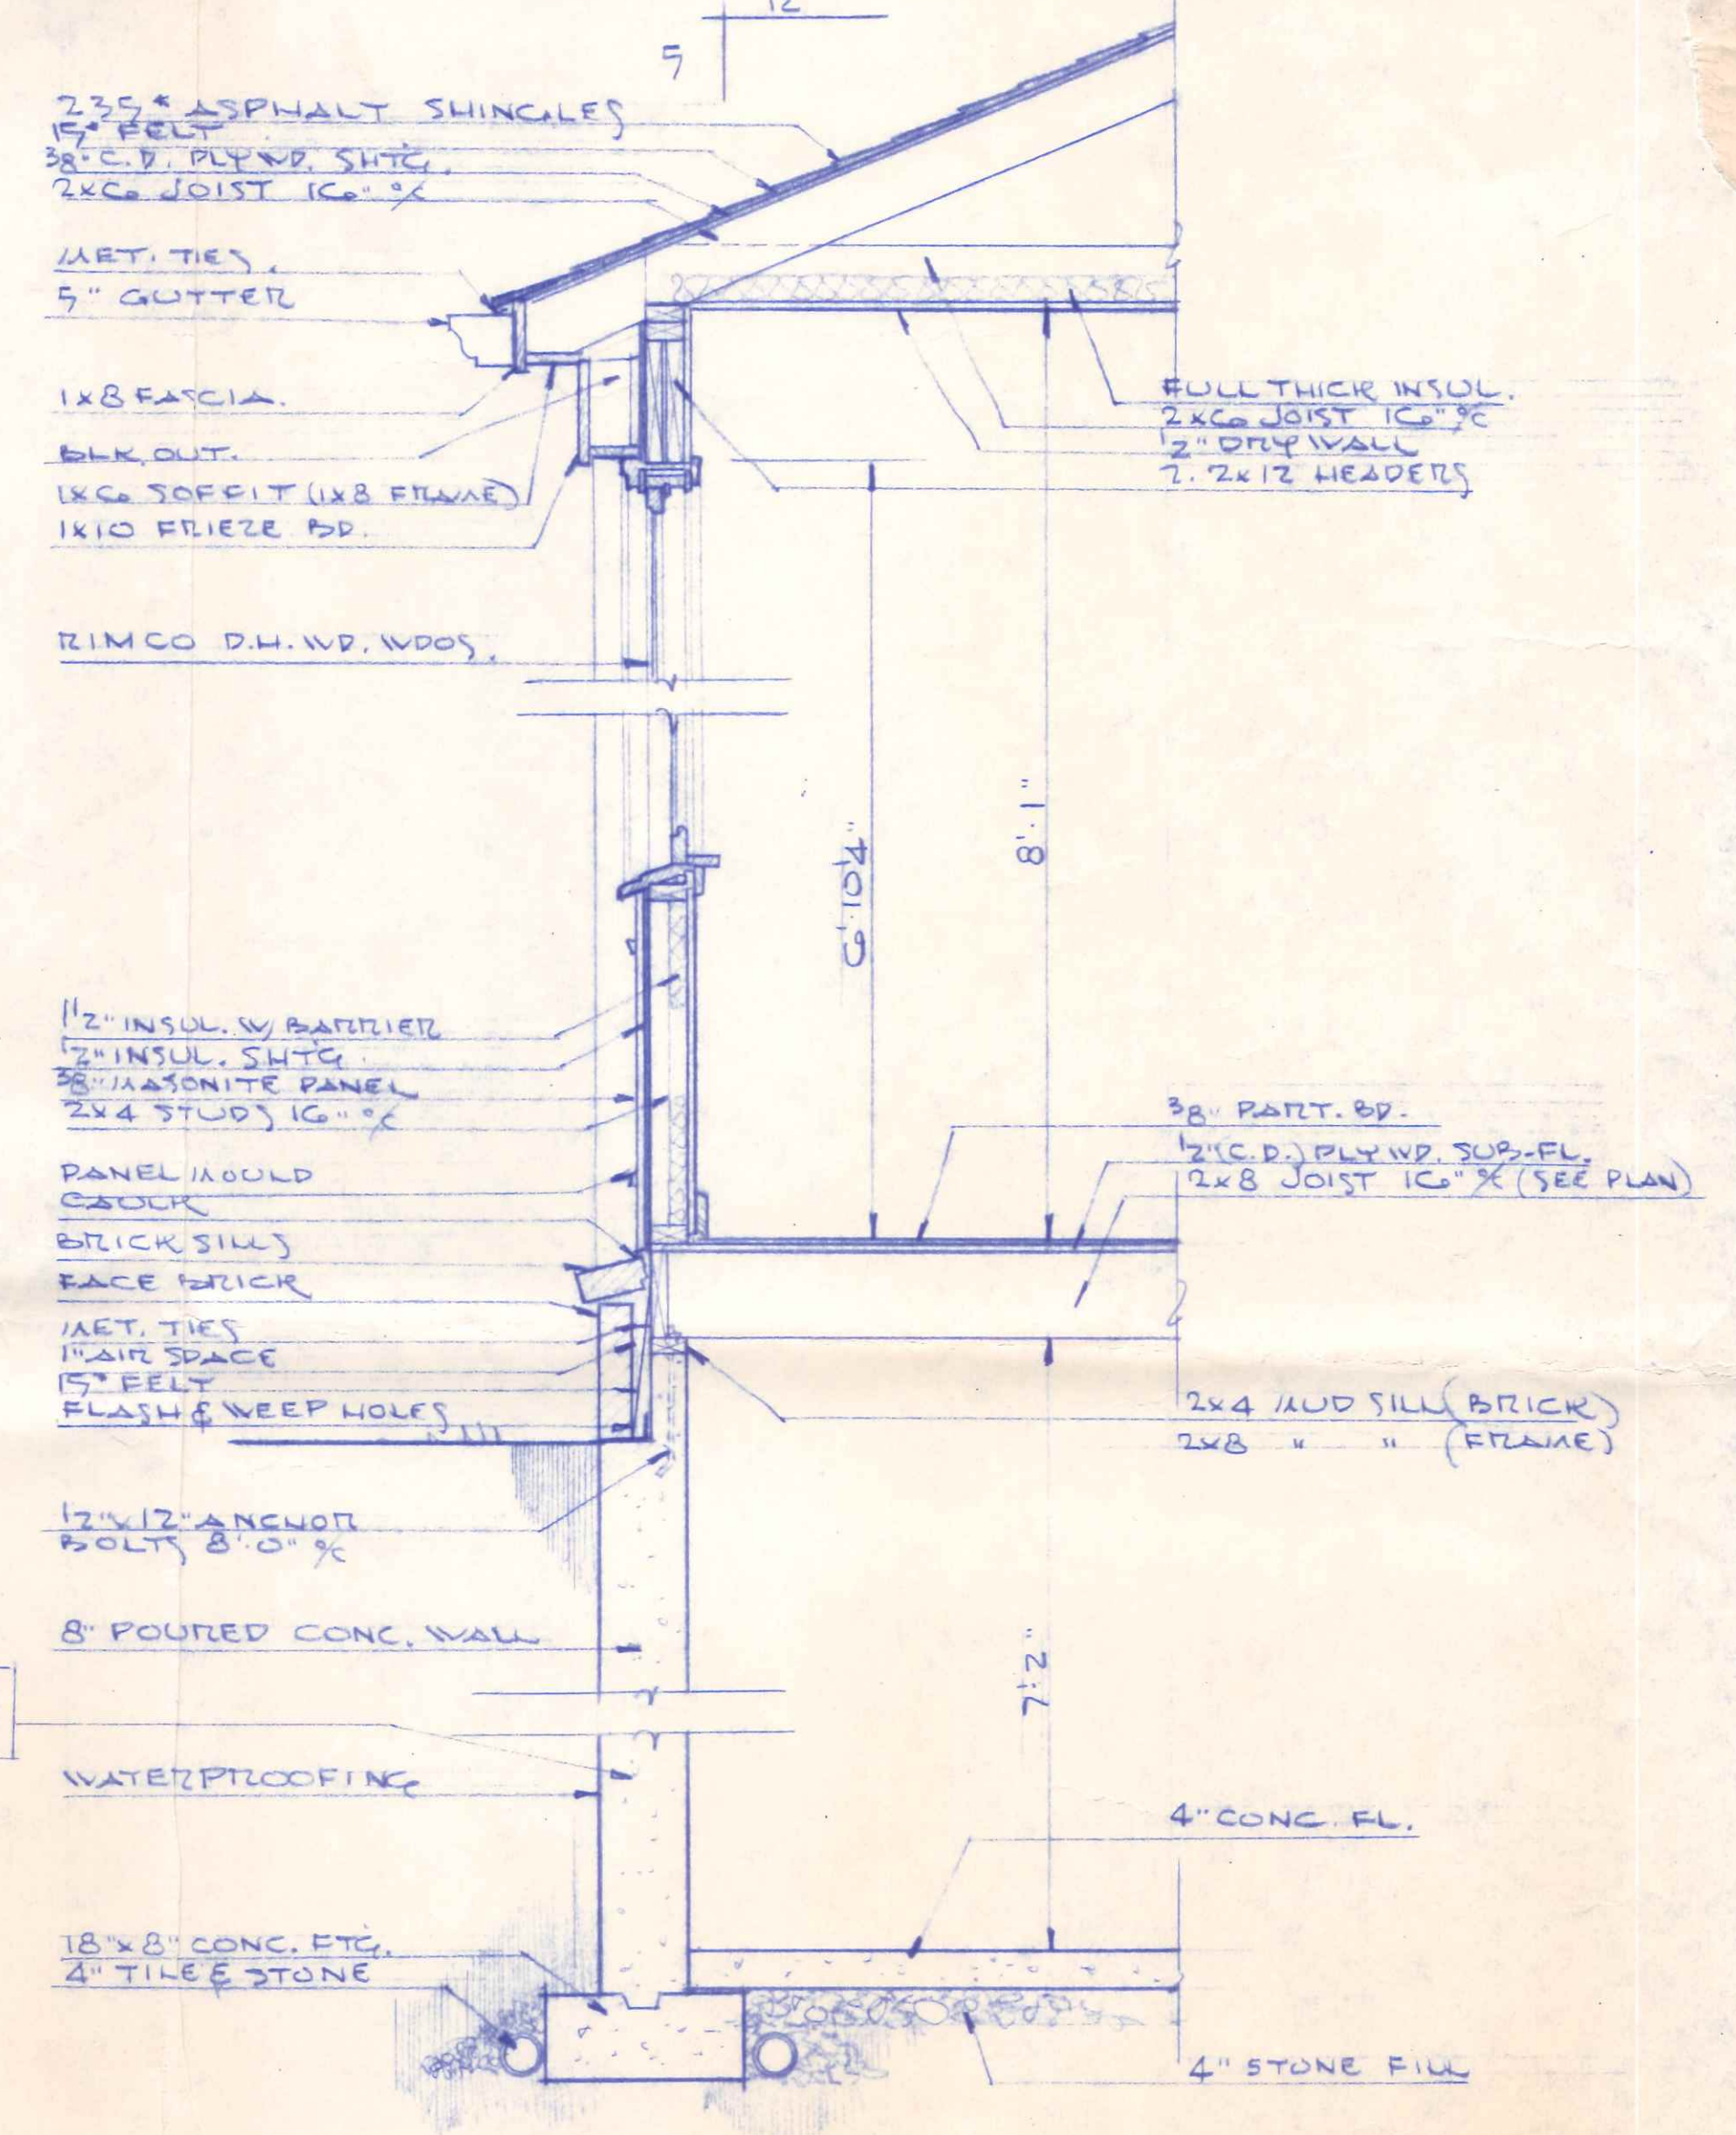 12
5
235# ASPHALT SHINGLES
15# FELT
3/8" C.D. PLYWD. SHTG.
2x6 JOIST 16" o/c
MET. TIES.
5" GUTTER
1x8 FASCIA.
BLK. OUT.
1x6 SOFFIT (1x8 FRAME)
1x10 FRIEZE BD.
FULL THICK INSUL.
2x6 JOIST 16" o/c
1/2" DRY WALL
2. 2x12 HEADERS
RIMCO D.H. WD. WDOS.
6'.10 1/4"
8'.1"
1 1/2" INSUL. W/ BARRIER
1/2" INSUL. SHTG.
3/8" MASONITE PANEL
2x4 STUDS 16" o/c
PANEL MOULD
CAULK
BRICK SILLS
FACE BRICK
MET. TIES
1" AIR SPACE
15# FELT
FLASH & WEEP HOLES
3/8" PART. BD.
1/2" (C.D.) PLYWD. SUB-FL.
2x8 JOIST 16" o/c (SEE PLAN)
2x4 MUD SILL (BRICK)
2x8 " " (FRAME)
1/2"x12" ANCHOR
BOLTS 8'.0" o/c
8" POURED CONC. WALL
7'.2"
WATERPROOFING
4" CONC. FL.
18"x8" CONC. FTG.
4" TILE & STONE
4" STONE FILL